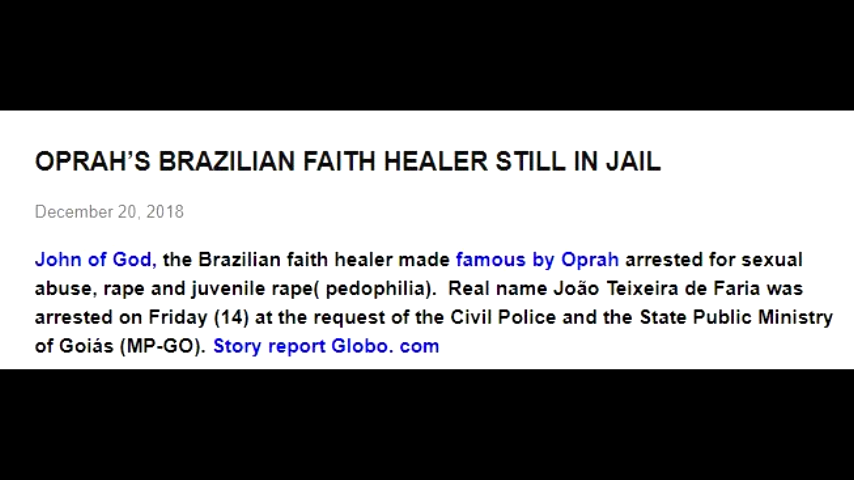 OPRAH’S BRAZILIAN FAITH HEALER STILL IN JAIL
December 20, 2018
John of God, the Brazilian faith healer made famous by Oprah arrested for sexual
abuse, rape and juvenile rape( pedophilia).  Real name João Teixeira de Faria was
arrested on Friday (14) at the request of the Civil Police and the State Public Ministry
of Goiás (MP-GO). Story report Globo. com